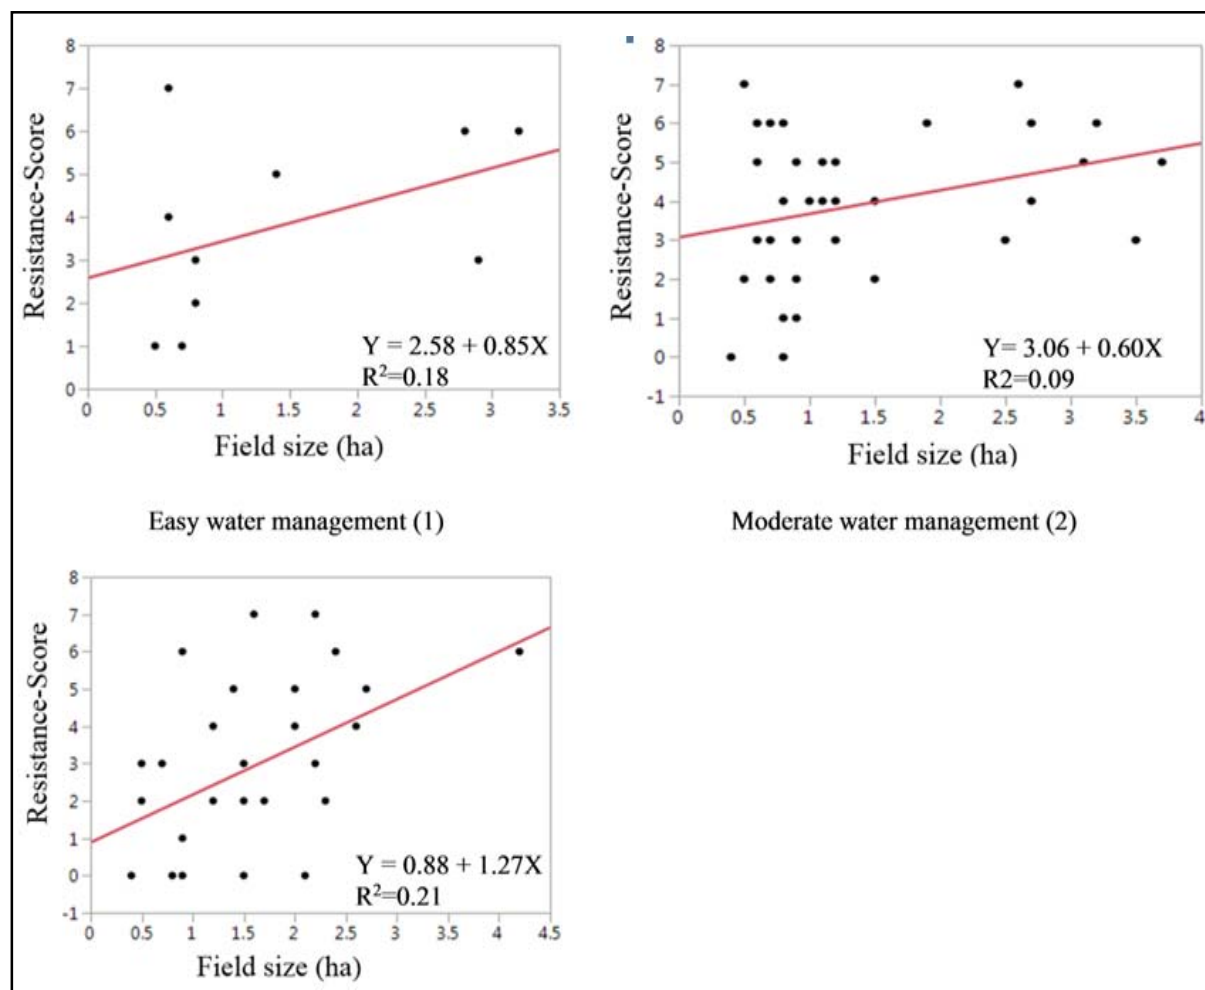 8
7
6
5
4
3
2
1
0
Resistance-Score
Y = 2.58 + 0.85X
R²=0.18
0 0.5 1 1.5 2 2.5 3 3.5
Field size (ha)
Easy water management (1)
8
7
6
5
4
3
2
1
0
-1
Resistance-Score
Y= 3.06 + 0.60X
R2=0.09
0 0.5 1 1.5 2 2.5 3 3.5 4
Field size (ha)
Moderate water management (2)
8
7
6
5
4
3
2
1
0
-1
Resistance-Score
Y = 0.88 + 1.27X
R²=0.21
0 0.5 1 1.5 2 2.5 3 3.5 4 4.5
Field size (ha)